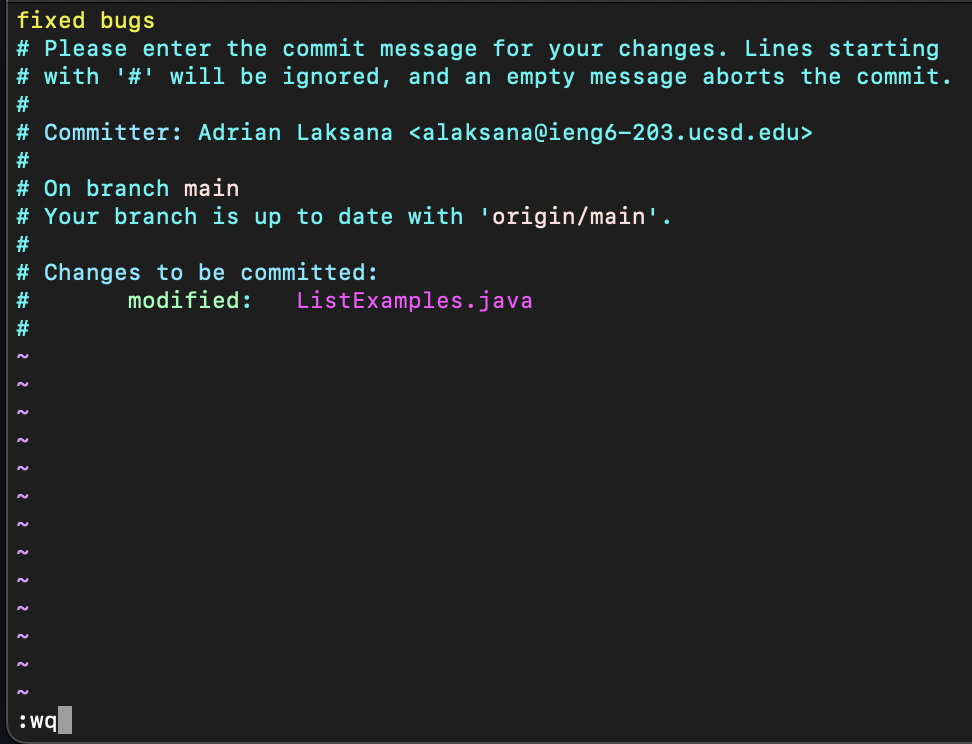 fixed bugs
# Please enter the commit message for your changes. Lines starting
# with '#' will be ignored, and an empty message aborts the commit.
#
# Committer: Adrian Laksana <alaksana@ieng6-203.ucsd.edu>
#
# On branch main
# Your branch is up to date with 'origin/main'.
#
# Changes to be committed:
#       modified:   ListExamples.java
#
~
~
~
~
~
~
~
~
~
~
~
~
~
:wq